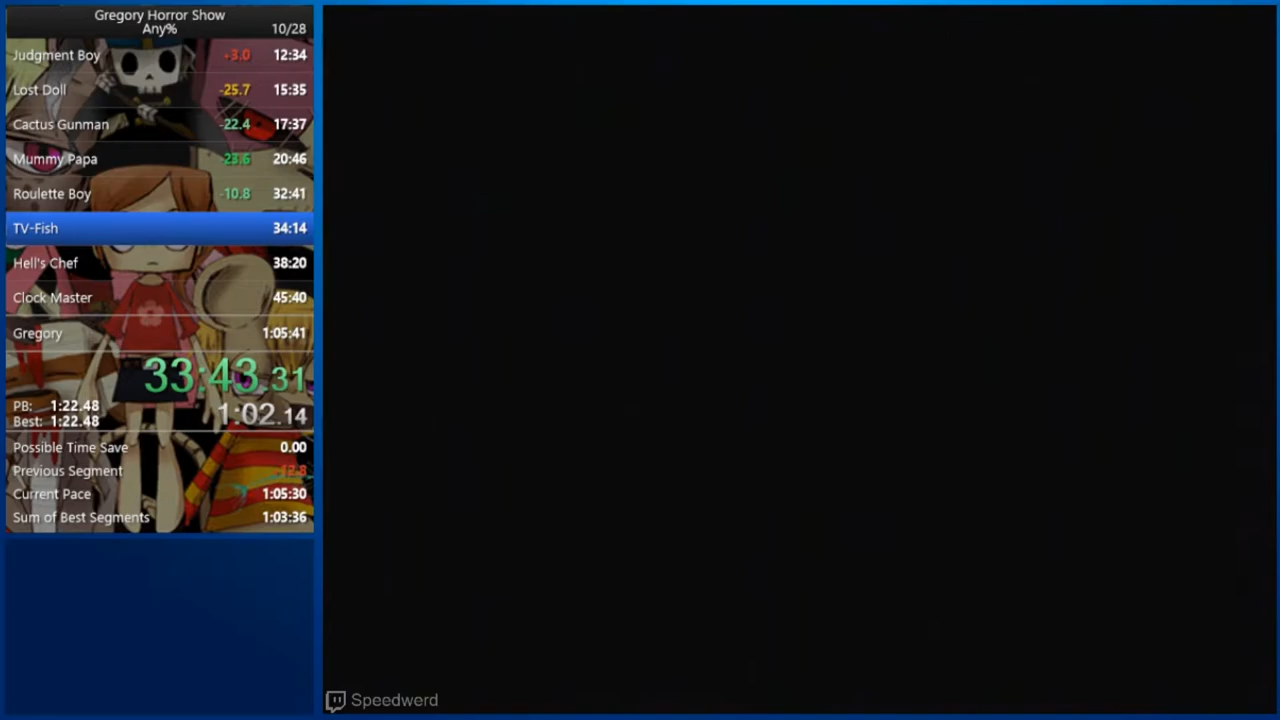 Gregory Horror Show
Any% 10/28
Judgment Boy +3.0 12:34
Lost Doll -25.7 15:35
Cactus Gunman -22.4 17:37
Mummy Papa -23.6 20:46
Roulette Boy -10.8 32:41
TV-Fish 34:14
Hell's Chef 38:20
Clock Master 45:40
Gregory 1:05:41
33:43.31
PB: 1:22.48
Best: 1:22.48
1:02.14
Possible Time Save 0.00
Previous Segment +12.8
Current Pace 1:05:30
Sum of Best Segments 1:03:36
Speedwerd